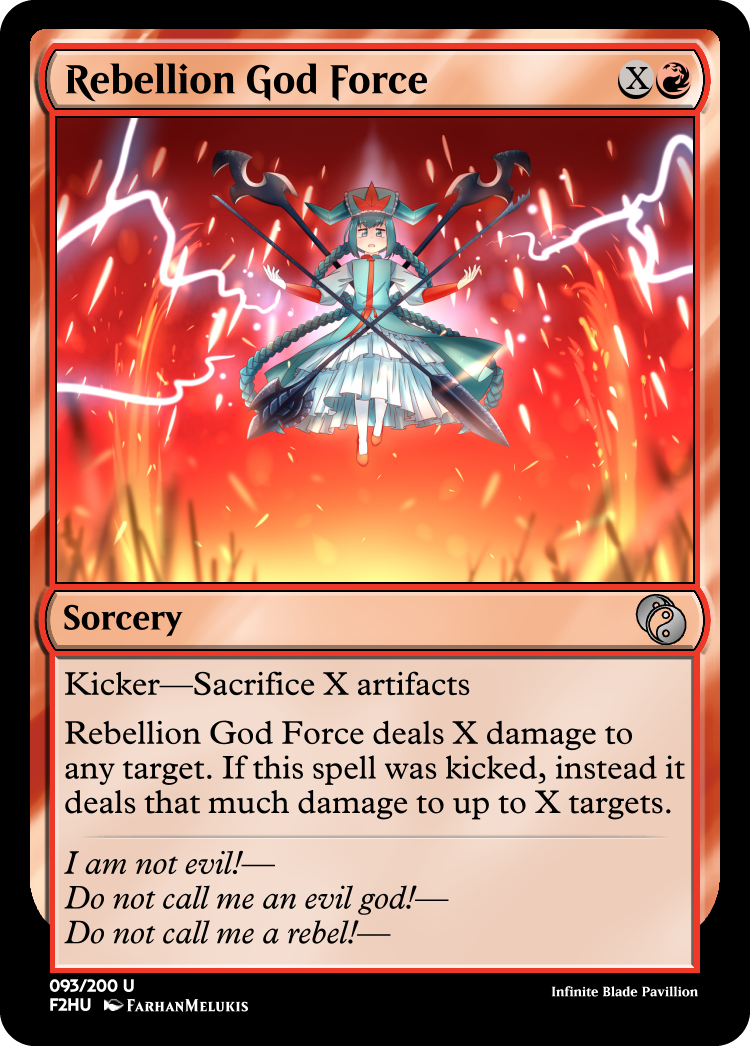 Rebellion God Force X
Sorcery
Kicker—Sacrifice X artifacts
Rebellion God Force deals X damage to
any target. If this spell was kicked, instead it
deals that much damage to up to X targets.
I am not evil!—
Do not call me an evil god!—
Do not call me a rebel!—
093/200 U
F2HU FarhanMelukis
Infinite Blade Pavillion